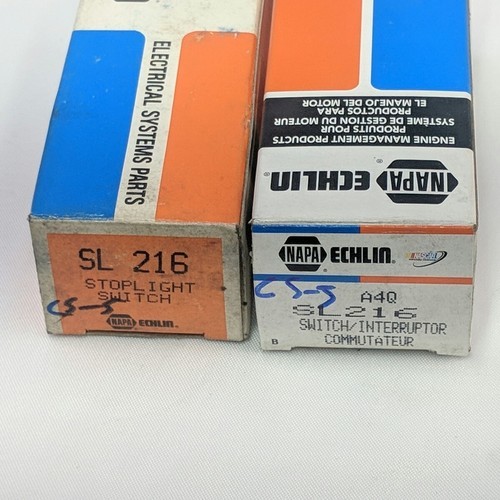 ELECTRICAL SYSTEMS PARTS
SL 216
STOPLIGHT
SWITCH
CS-S
NAPA ECHLIN®
ENGINE MANAGEMENT PRODUCTS
PRODUITS POUR
SYSTÈME DE GESTION DU MOTEUR
PRODUCTOS PARA
EL MANEJO DEL MOTOR
NAPA ECHLIN®
NAPA ECHLIN® NASCAR
CS-S
A4Q
SL216
SWITCH/INTERRUPTOR
COMMUTATEUR
B